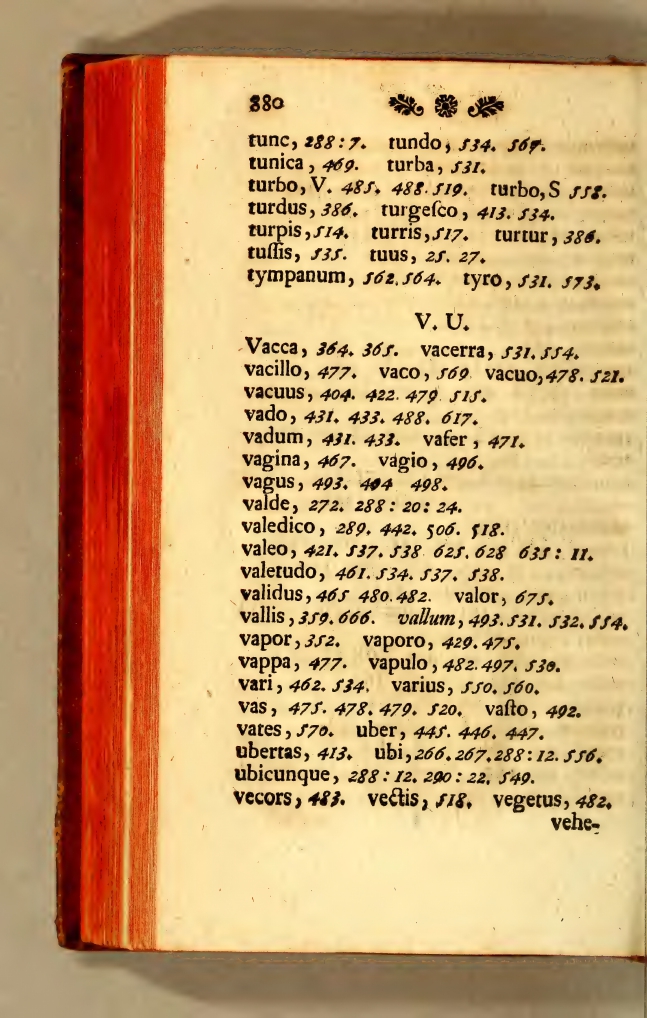 880
tunc, 288:7. tundo, 534. 567.
tunica, 469. turba, 531.
turbo, V. 485. 488. 519. turbo, S 558.
turdus, 386. turgeſco, 413. 534.
turpis, 514. turris, 517. turtur, 386.
tuſſis, 535. tuus, 25. 27.
tympanum, 562. 564. tyro, 531. 573.
V. U.
Vacca, 364. 365. vacerra, 531. 554.
vacillo, 477. vaco, 569 vacuo, 478. 521.
vacuus, 404. 422. 479 515.
vado, 431. 433. 488. 617.
vadum, 431. 433. vafer, 471.
vagina, 467. vagio, 496.
vagus, 493. 494 498.
valde, 272. 288: 20: 24.
valedico, 289. 442. 506. 518.
valeo, 421. 537. 538 625. 628 635: 11.
valetudo, 461. 534. 537. 538.
validus, 465 480. 482. valor, 675.
vallis, 359. 666. vallum, 493. 531. 532. 554.
vapor, 352. vaporo, 429. 475.
vappa, 477. vapulo, 482. 497. 530.
vari, 462. 534. varius, 550. 560.
vas, 475. 478. 479. 520. vaſto, 492.
vates, 570. uber, 445. 446. 447.
ubertas, 413. ubi, 266. 267. 288: 12. 556.
ubicunque, 288: 12. 290: 22. 549.
vecors, 483. vectis, 518. vegetus, 482.
vehe-